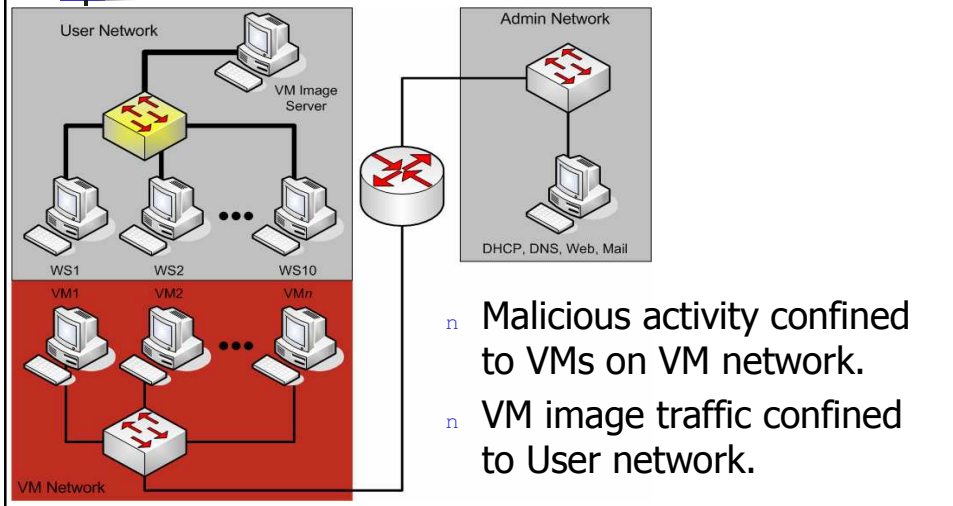 User Network
VM Image
Server
WS1
WS2
WS10
VM1
VM2
VMn
VM Network
Admin Network
DHCP, DNS, Web, Mail
n Malicious activity confined
to VMs on VM network.
n VM image traffic confined
to User network.